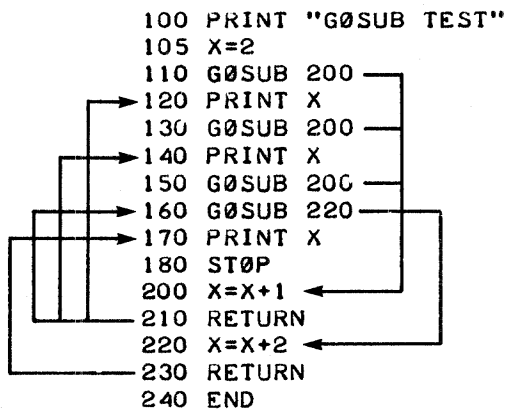 100 PRINT "GØSUB TEST"
105 X=2
110 GØSUB 200
120 PRINT X
130 GØSUB 200
140 PRINT X
150 GØSUB 200
160 GØSUB 220
170 PRINT X
180 STØP
200 X=X+1
210 RETURN
220 X=X+2
230 RETURN
240 END